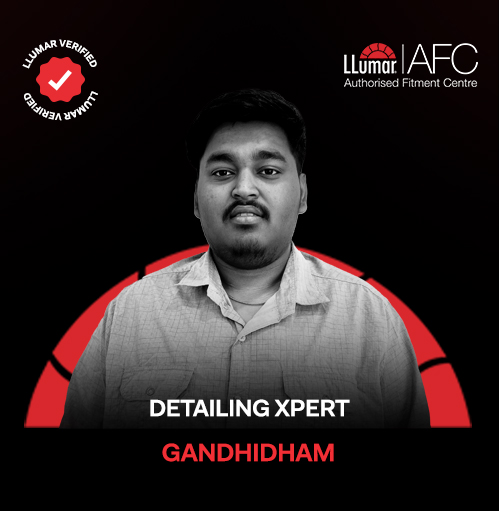 LLUMAR VERIFIED
LLUMAR VERIFIED
LLumar | AFC
Authorised Fitment Centre
DETAILING XPERT
GANDHIDHAM